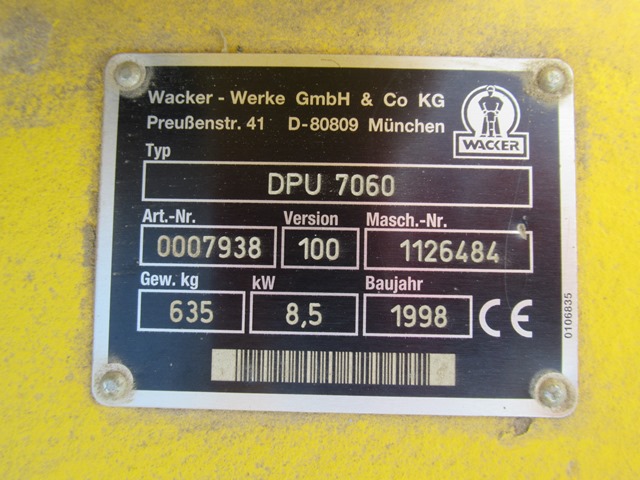 Wacker - Werke GmbH & Co KG
Preußenstr. 41 D-80809 München
WACKER
Typ
DPU 7060
Art.-Nr. Version Masch.-Nr.
0007938 100 1126484
Gew. kg kW Baujahr
635 8,5 1998 CE
0106835